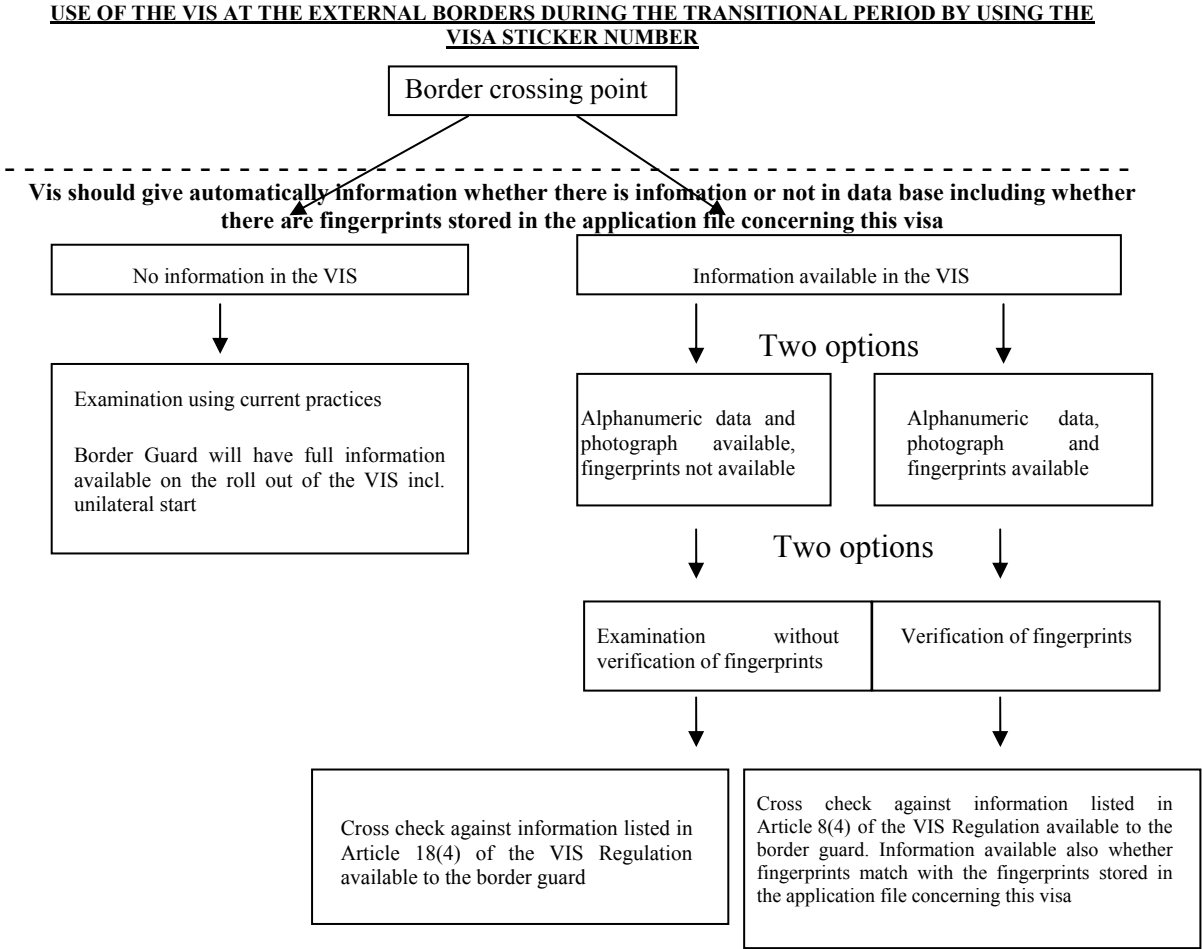 USE OF THE VIS AT THE EXTERNAL BORDERS DURING THE TRANSITIONAL PERIOD BY USING THE
VISA STICKER NUMBER
Border crossing point
Vis should give automatically information whether there is infomation or not in data base including whether
there are fingerprints stored in the application file concerning this visa
No information in the VIS
Information available in the VIS
Two options
Examination using current practices
Border Guard will have full information
available on the roll out of the VIS incl.
unilateral start
Alphanumeric data and
photograph available,
fingerprints not available
Alphanumeric data,
photograph and
fingerprints available
Two options
Examination without
verification of fingerprints
Verification of fingerprints
Cross check against information listed in
Article 18(4) of the VIS Regulation
available to the border guard
Cross check against information listed in
Article 8(4) of the VIS Regulation available to the
border guard. Information available also whether
fingerprints match with the fingerprints stored in
the application file concerning this visa